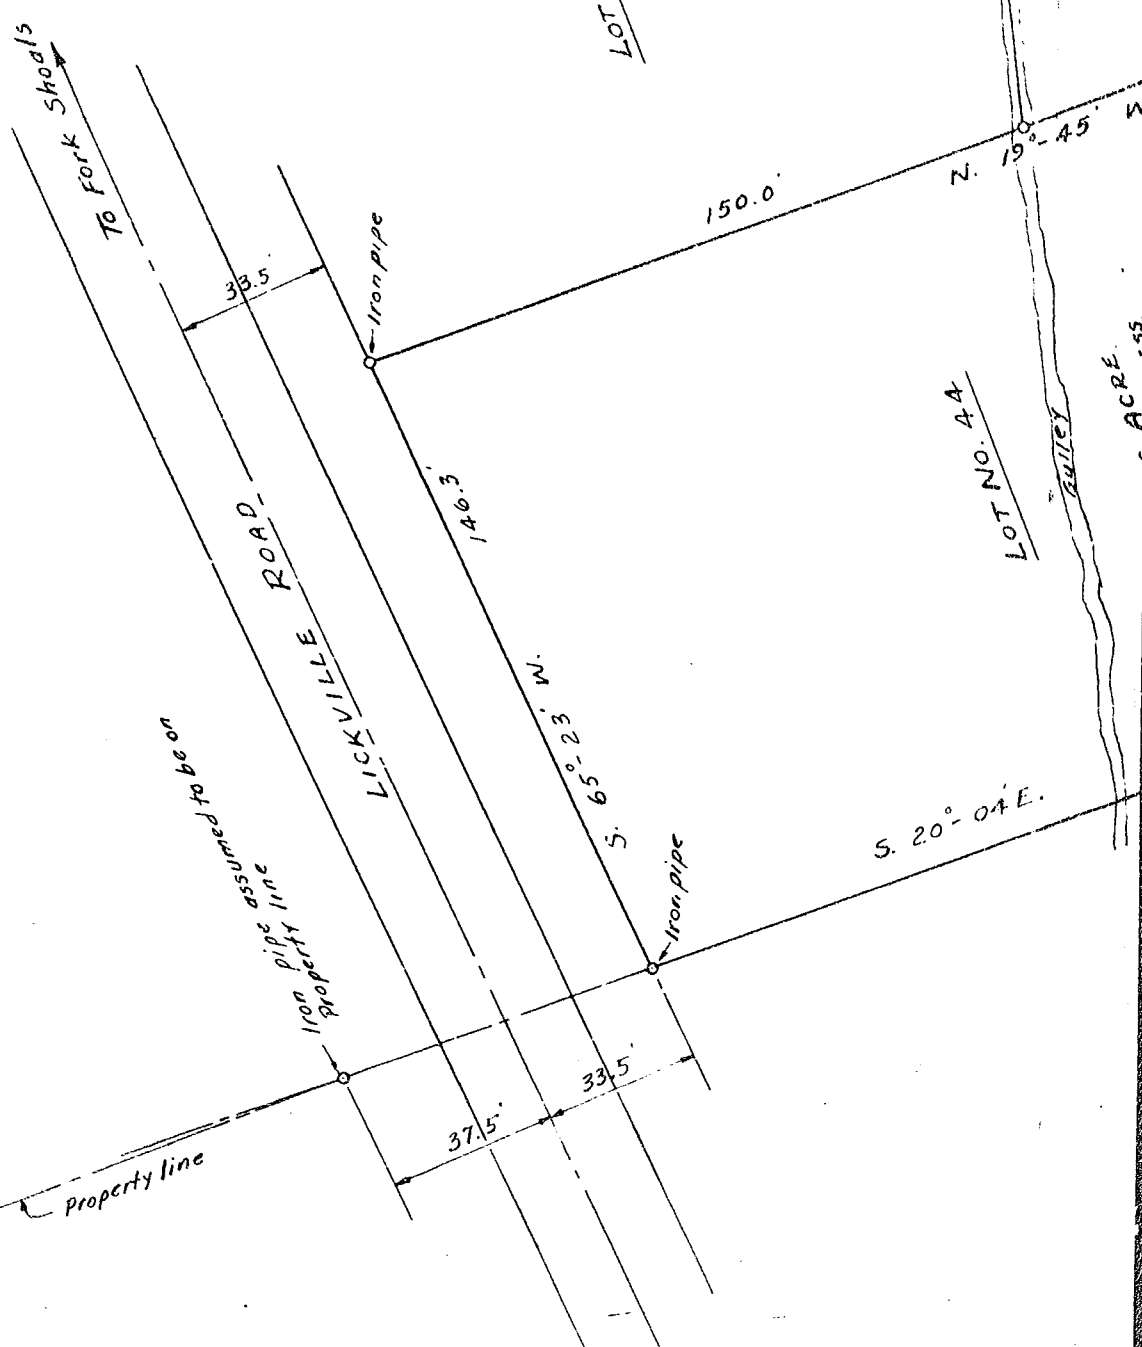 To Fork Shoals
LOT
33.5'
Iron pipe
150.0'
N. 19°-45'
LICKVILLE ROAD
146.3'
S. 65°-23' W.
LOT NO. 44
Gulley
ACRE.
Iron pipe assumed to be on
property line
Iron pipe
S. 20°-04' E.
37.5'
33.5'
Property line